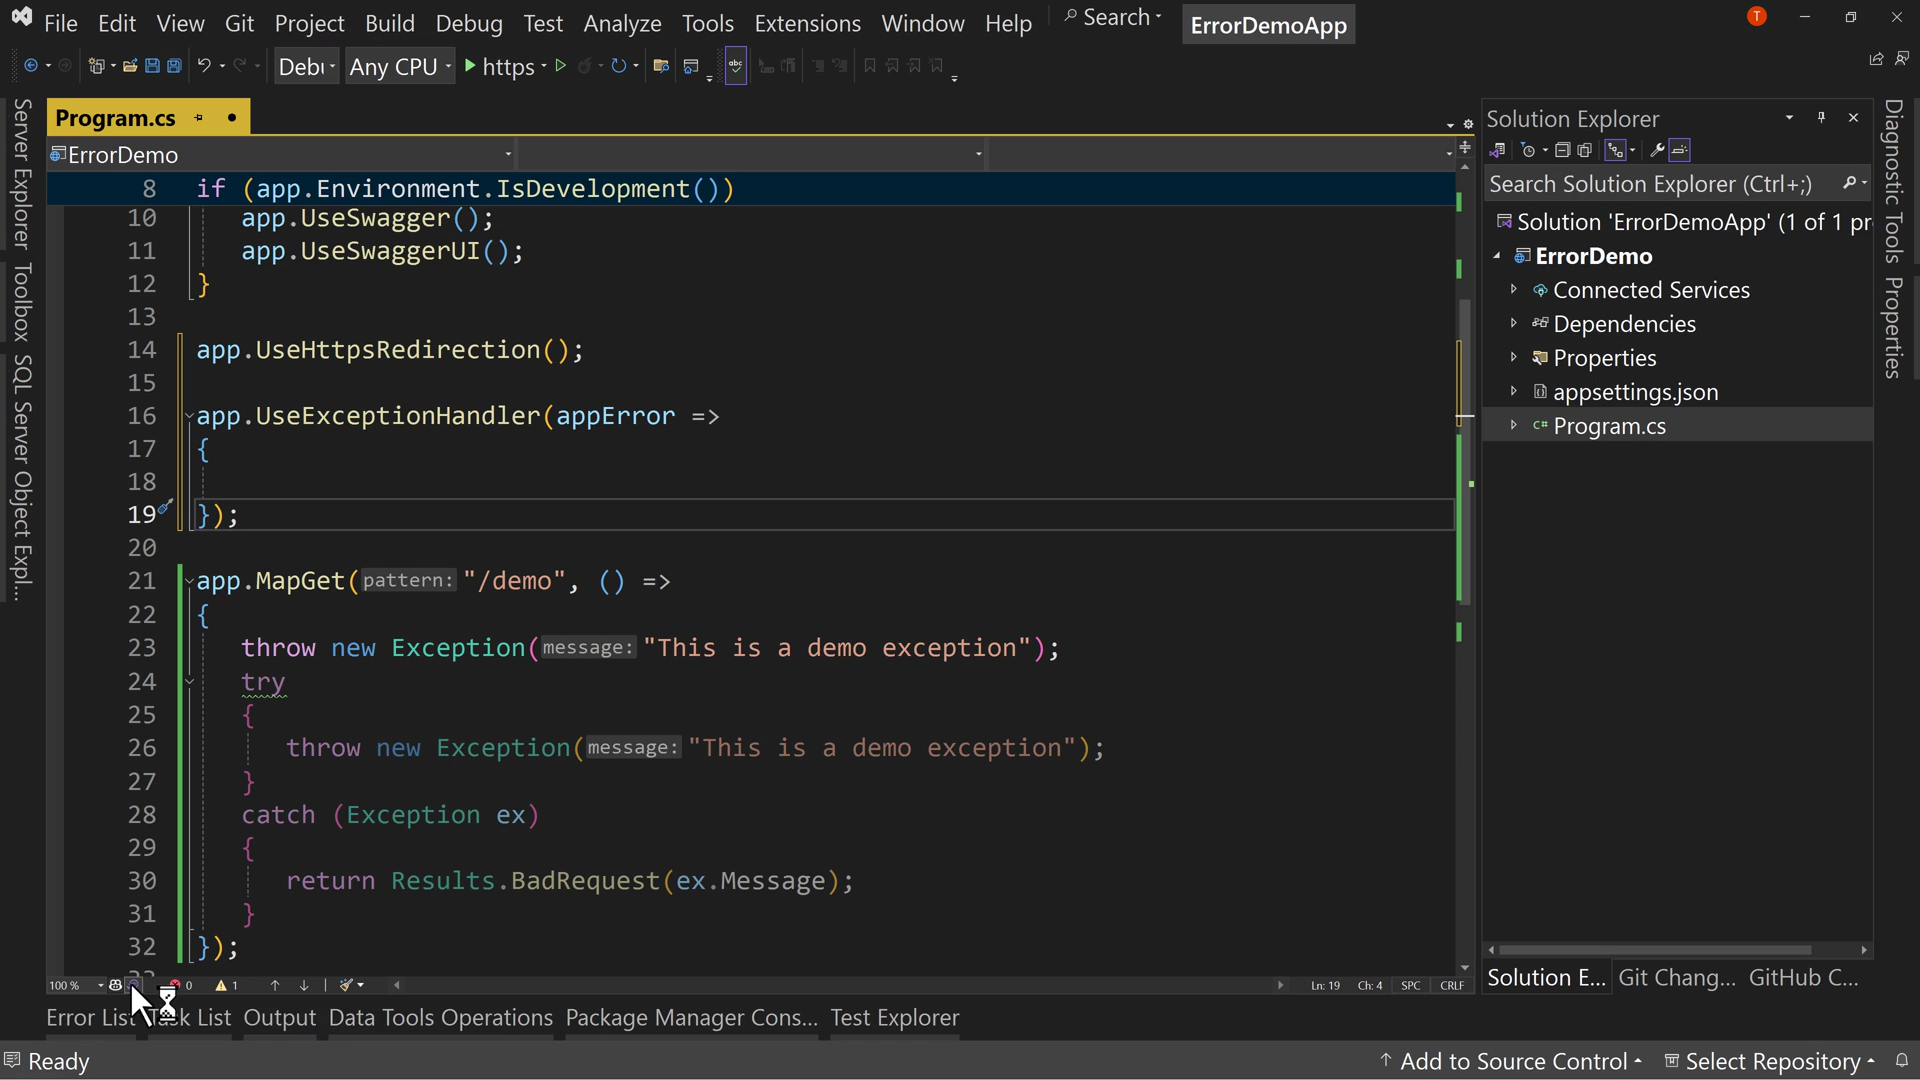 File Edit View Git Project Build Debug Test Analyze Tools Extensions Window Help Search ErrorDemoApp
T
Any CPU https
Program.cs
ErrorDemo
8 if (app.Environment.IsDevelopment())
10 app.UseSwagger();
11 app.UseSwaggerUI();
12 }
13
14 app.UseHttpsRedirection();
15
16 app.UseExceptionHandler(appError =>
17 {
18
19 });
20
21 app.MapGet(pattern: "/demo", () =>
22 {
23 throw new Exception(message: "This is a demo exception");
24 try
25 {
26 throw new Exception(message: "This is a demo exception");
27 }
28 catch (Exception ex)
29 {
30 return Results.BadRequest(ex.Message);
31 }
32 });
100 % 0 1 Ln: 19 Ch: 4 SPC CRLF
Error List List Output Data Tools Operations Package Manager Cons... Test Explorer
Ready Add to Source Control Select Repository
Server Explorer
Toolbox
SQL Server Object Expl...
Solution Explorer
Search Solution Explorer (Ctrl+;)
Solution 'ErrorDemoApp' (1 of 1 pr
ErrorDemo
Connected Services
Dependencies
Properties
appsettings.json
C# Program.cs
Solution E... Git Chang... GitHub C...
Diagnostic Tools
Properties